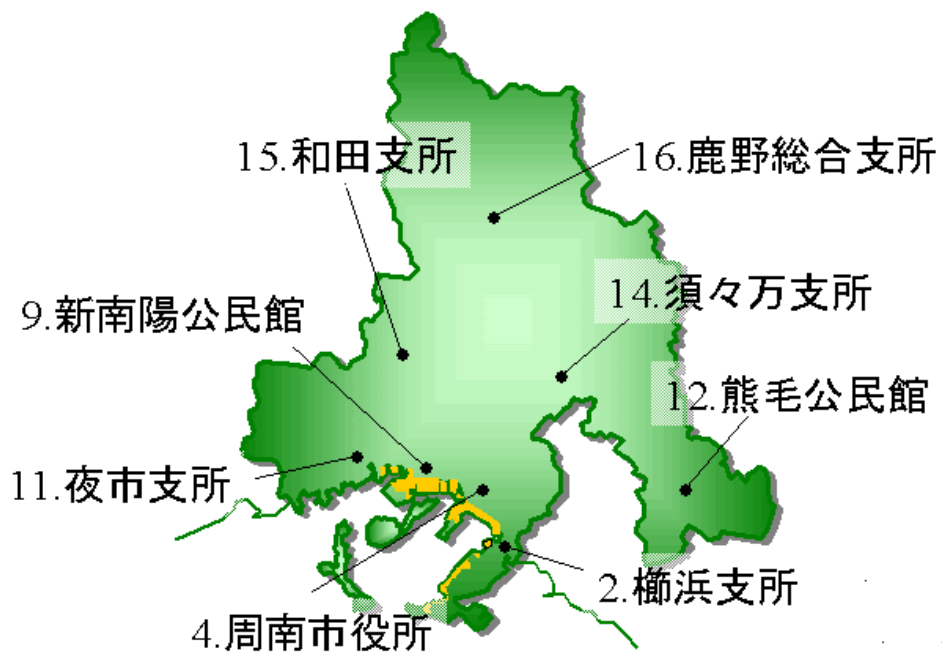 15.和田支所
16.鹿野総合支所
9.新南陽公民館
14.須々万支所
12.熊毛公民館
11.夜市支所
2.櫛浜支所
4.周南市役所